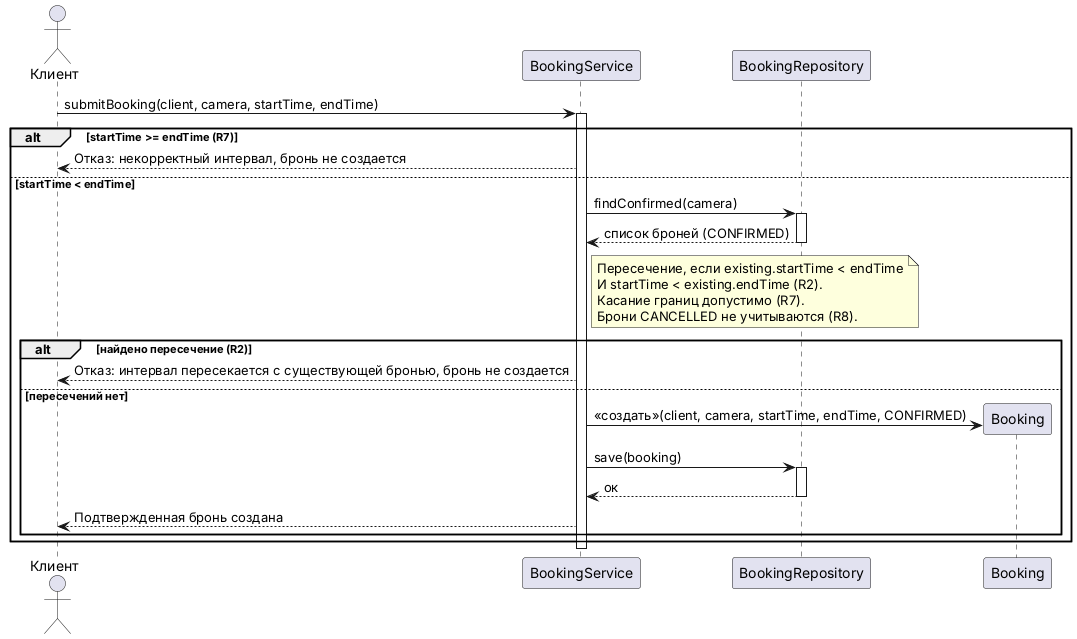 Клиент
BookingService
BookingRepository
submitBooking(client, camera, startTime, endTime)
alt
[startTime >= endTime (R7)]
Отказ: некорректный интервал, бронь не создается
[startTime < endTime]
findConfirmed(camera)
список броней (CONFIRMED)
Пересечение, если existing.startTime < endTime
И startTime < existing.endTime (R2).
Касание границ допустимо (R7).
Брони CANCELLED не учитываются (R8).
alt
[найдено пересечение (R2)]
Отказ: интервал пересекается с существующей бронью, бронь не создается
[пересечений нет]
«создать»(client, camera, startTime, endTime, CONFIRMED)
Booking
save(booking)
ок
Подтвержденная бронь создана
Клиент
BookingService
BookingRepository
Booking